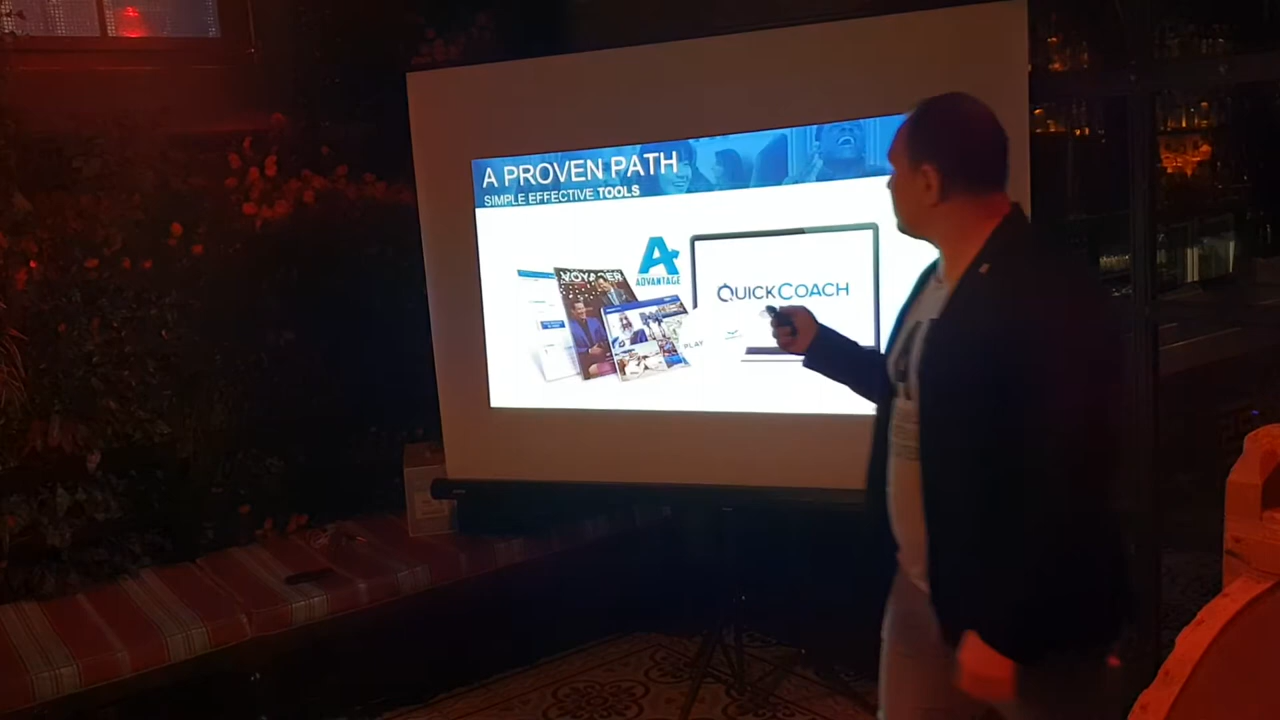 A PROVEN PATH
SIMPLE EFFECTIVE TOOLS
A
ADVANTAGE
VOYAGER
QUICKCOACH
PLAY